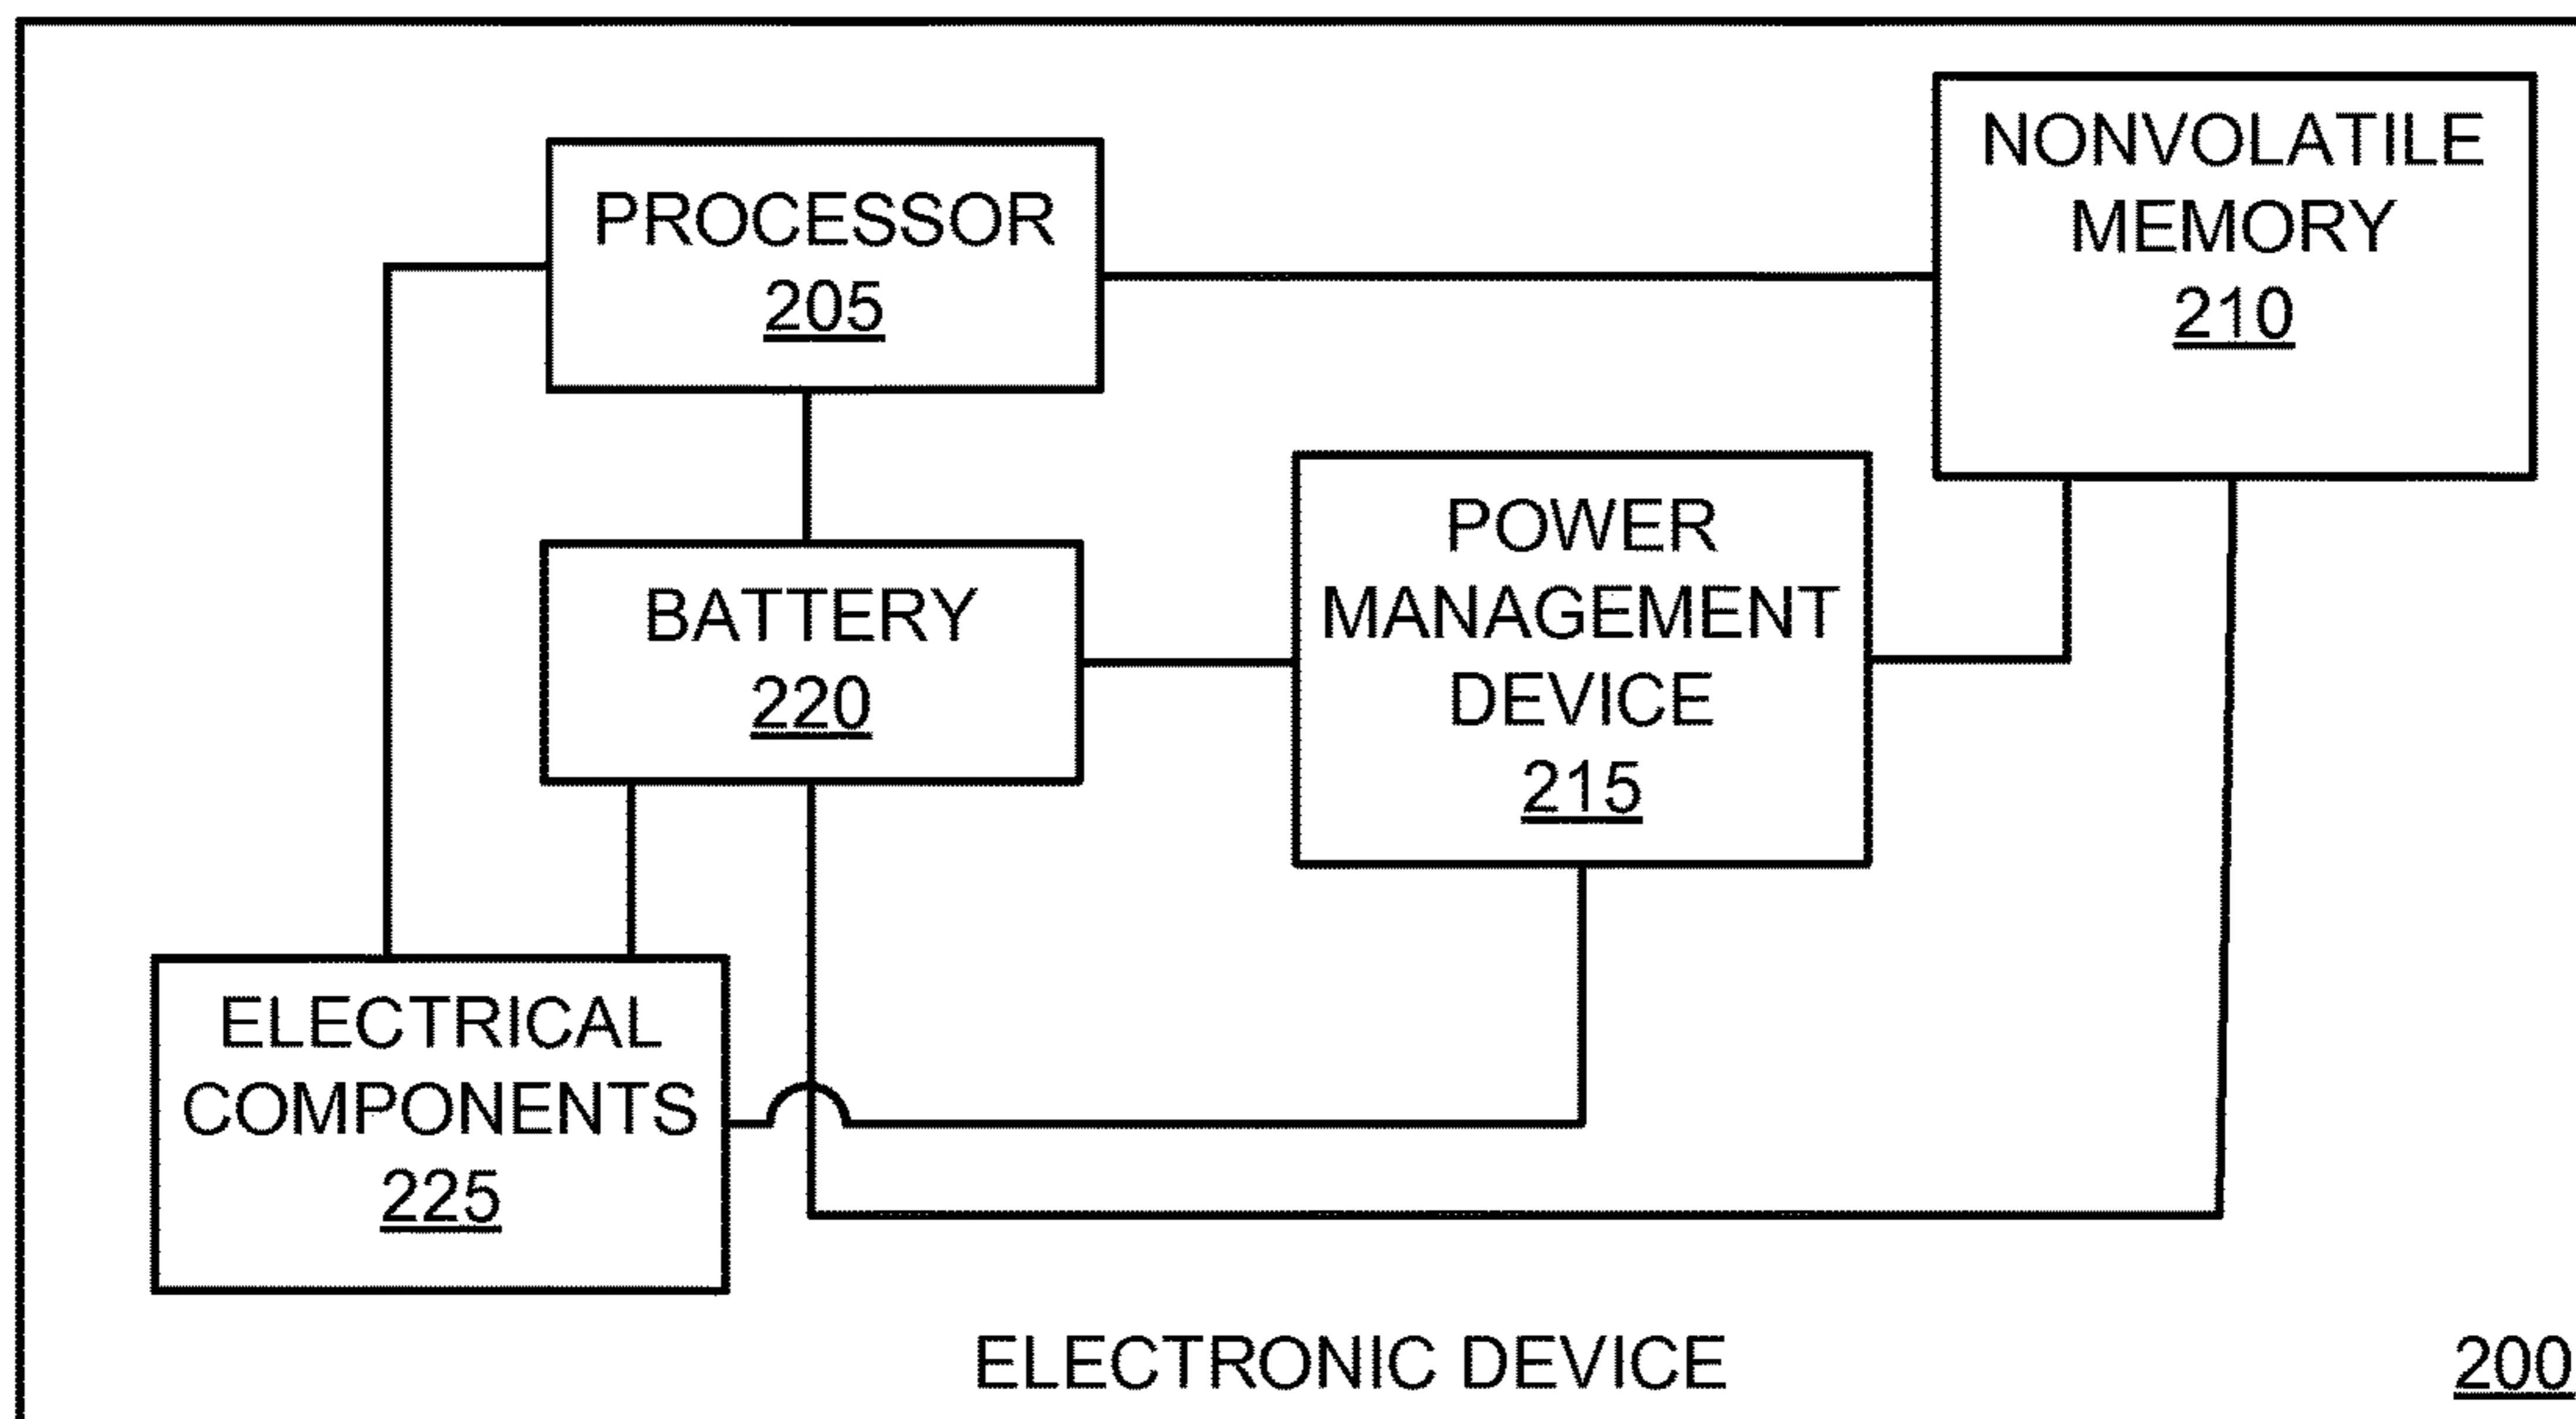 PROCESSOR
205
NONVOLATILE
MEMORY
210
BATTERY
220
POWER
MANAGEMENT
DEVICE
215
ELECTRICAL
COMPONENTS
225
ELECTRONIC DEVICE
200